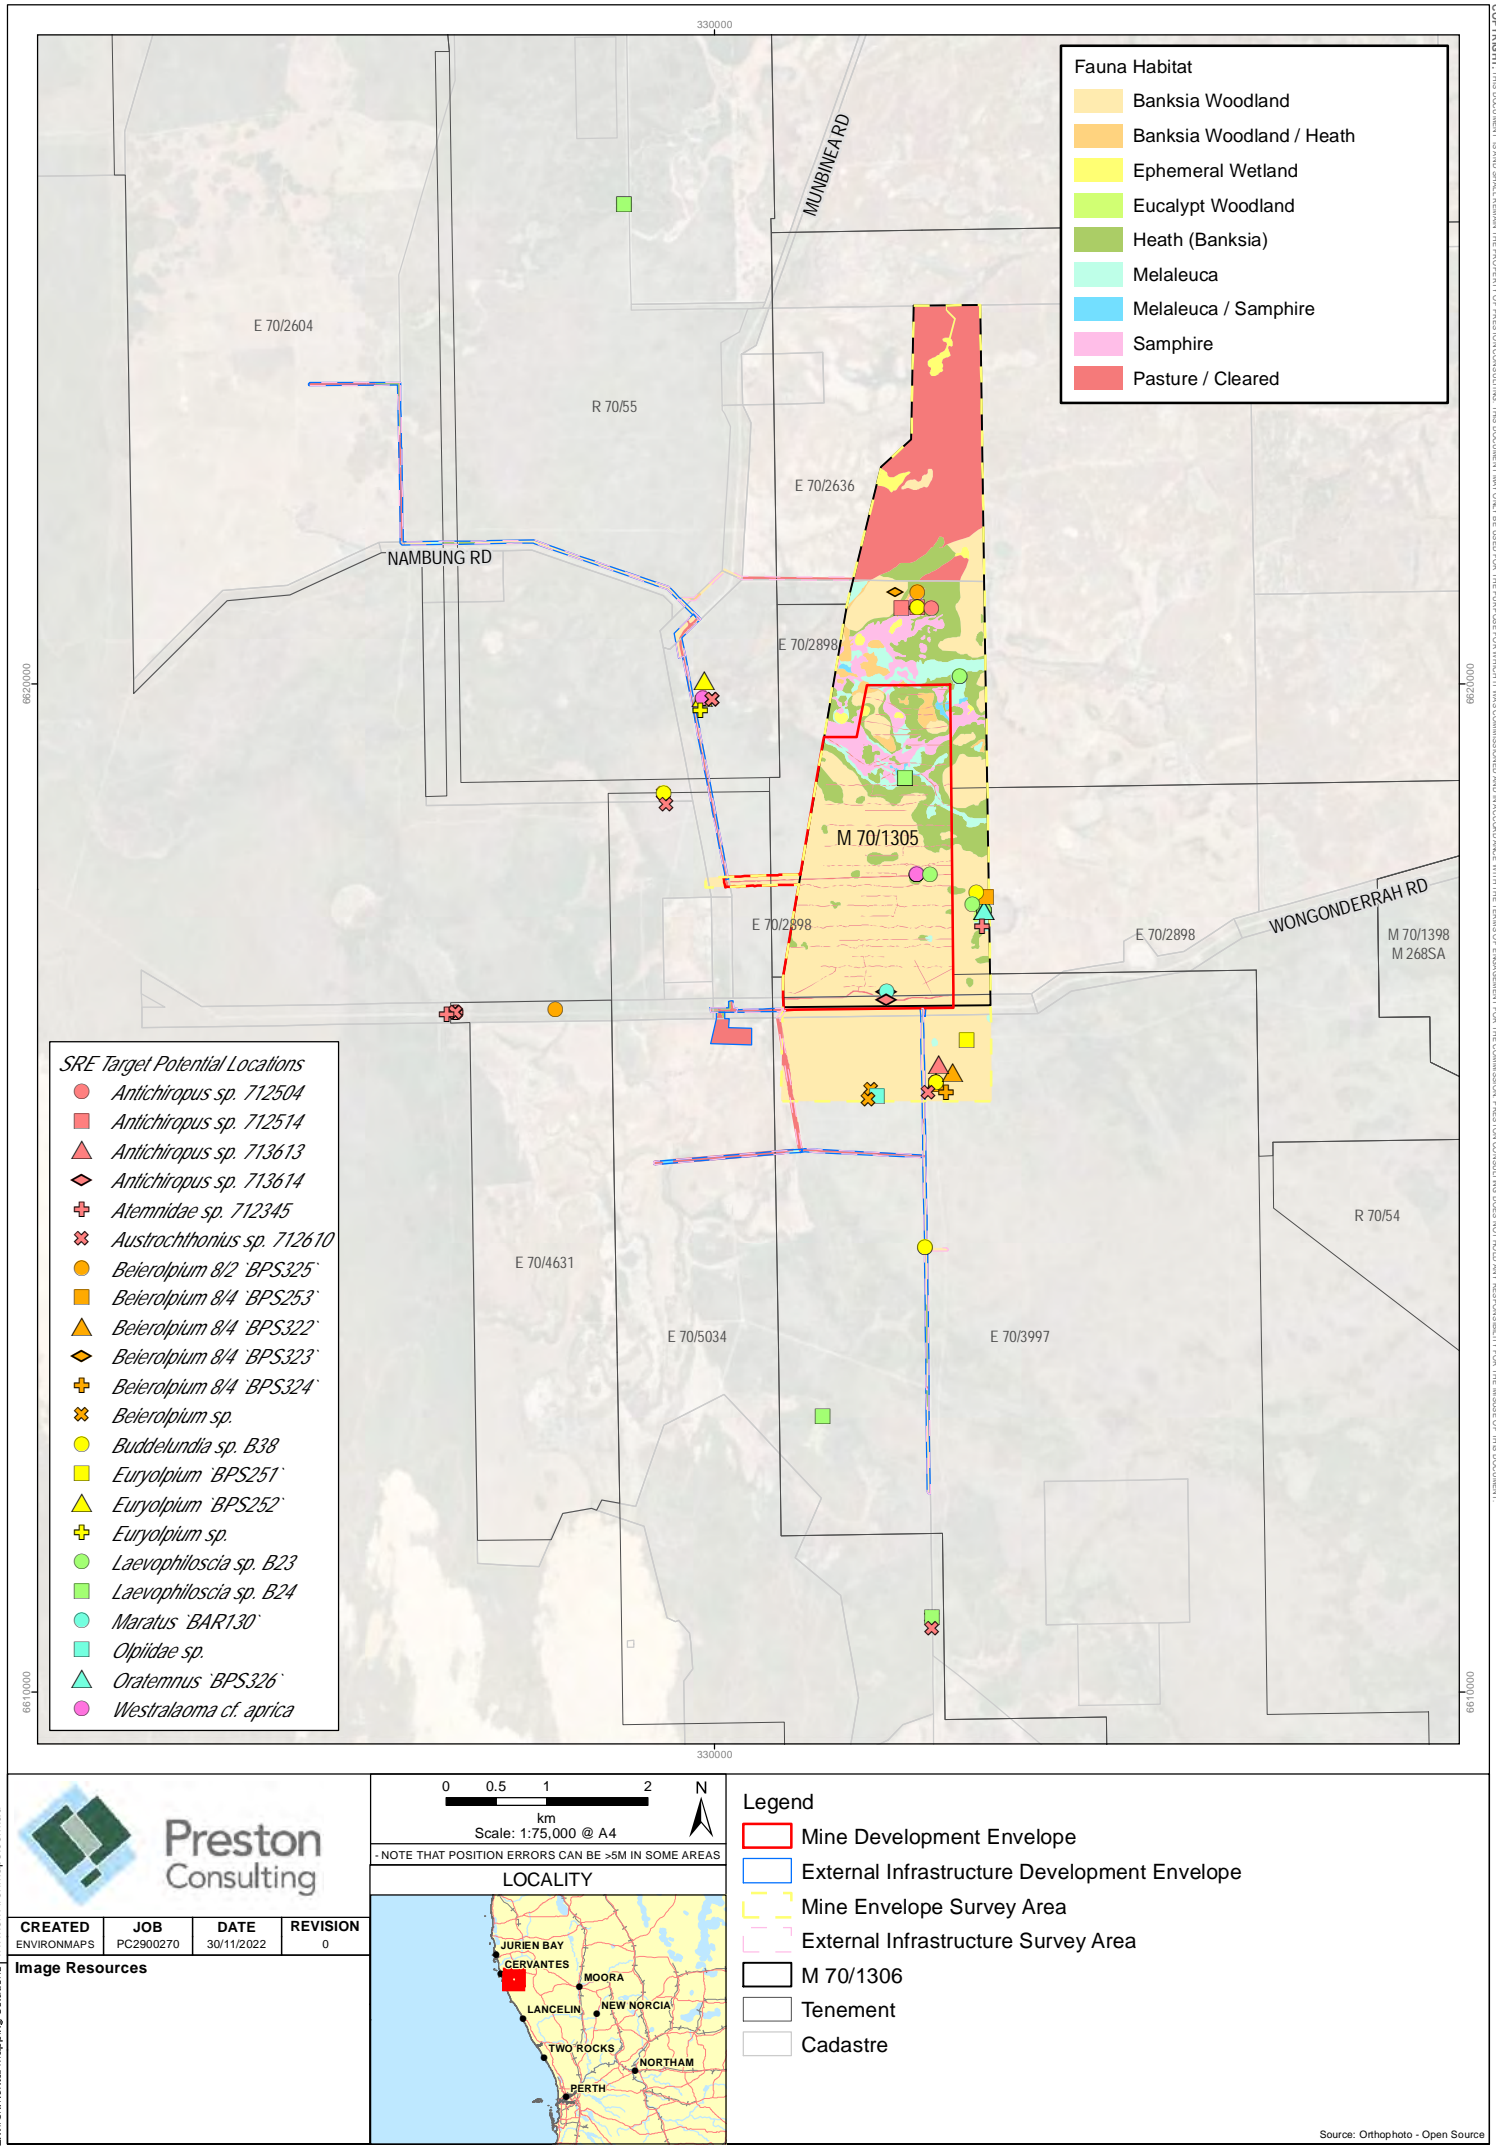 330000
Fauna Habitat
Banksia Woodland
Banksia Woodland / Heath
Ephemeral Wetland
Eucalypt Woodland
Heath (Banksia)
Melaleuca
Melaleuca / Samphire
Samphire
Pasture / Cleared
MUNBINEA RD
E 70/2604
R 70/55
E 70/2636
NAMBUNG RD
E 70/2898
6620000
6620000
M 70/1305
WONGONDERRAH RD
E 70/2898
E 70/2898
M 70/1398
M 268SA
R 70/54
E 70/4631
E 70/5034
E 70/3997
SRE Target Potential Locations
Antichiropus sp. 712504
Antichiropus sp. 712514
Antichiropus sp. 713613
Antichiropus sp. 713614
Atemnidae sp. 712345
Austrochthonius sp. 712610
Beierolpium 8/2 `BPS325`
Beierolpium 8/4 `BPS253`
Beierolpium 8/4 `BPS322`
Beierolpium 8/4 `BPS323`
Beierolpium 8/4 `BPS324`
Beierolpium sp.
Buddelundia sp. B38
Euryolpium `BPS251`
Euryolpium `BPS252`
Euryolpium sp.
Laevophiloscia sp. B23
Laevophiloscia sp. B24
Maratus `BAR130`
Olpiidae sp.
Oratemnus `BPS326`
Westralaoma cf. aprica
6610000
6610000
330000
Preston
Consulting
CREATED JOB DATE REVISION
ENVIRONMAPS PC2900270 30/11/2022 0
Image Resources
0 0.5 1 2
km
N
Scale: 1:75,000 @ A4
- NOTE THAT POSITION ERRORS CAN BE >5M IN SOME AREAS
LOCALITY
JURIEN BAY
CERVANTES
MOORA
LANCELIN
NEW NORCIA
TWO ROCKS
NORTHAM
PERTH
Legend
Mine Development Envelope
External Infrastructure Development Envelope
Mine Envelope Survey Area
External Infrastructure Survey Area
M 70/1306
Tenement
Cadastre
Source: Orthophoto - Open Source